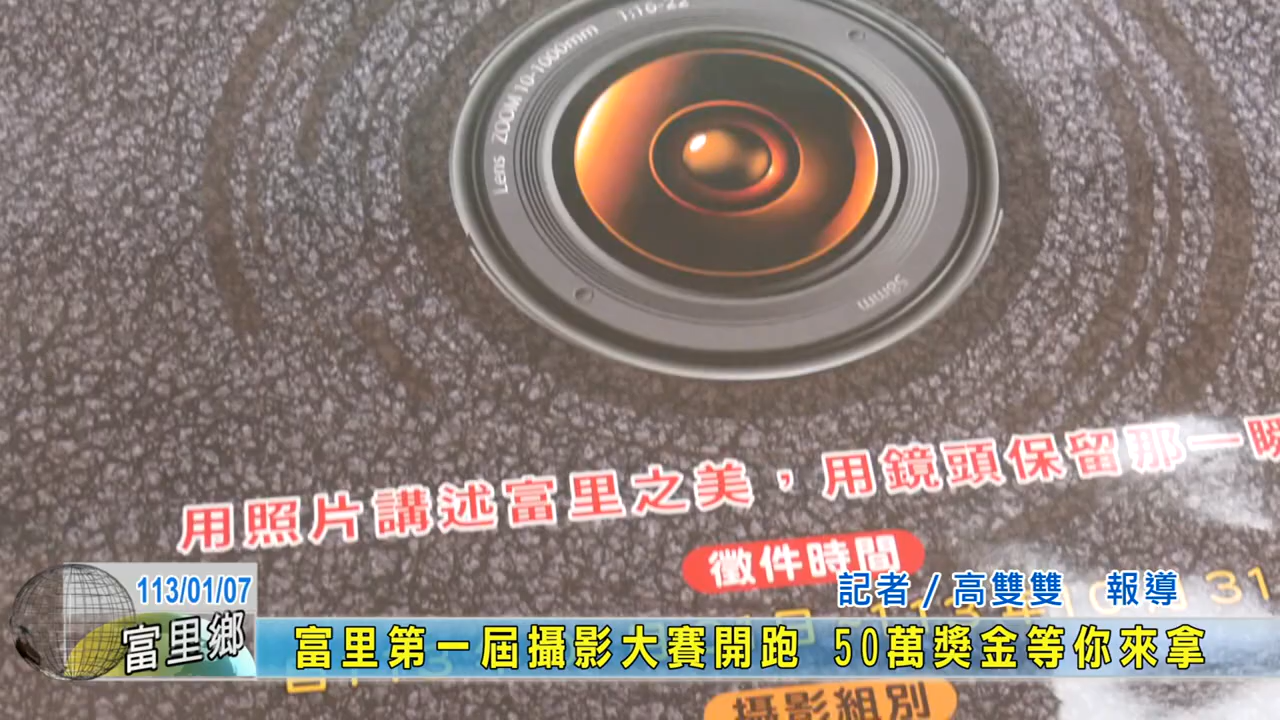 1:10-22
Lens ZOOM 10-1000mm
58mm
用照片講述富里之美，用鏡頭保留那一瞬
徵件時間
記者/高雙雙 報導
113/01/07
富里鄉
富里第一屆攝影大賽開跑 50萬獎金等你來拿
攝影組別